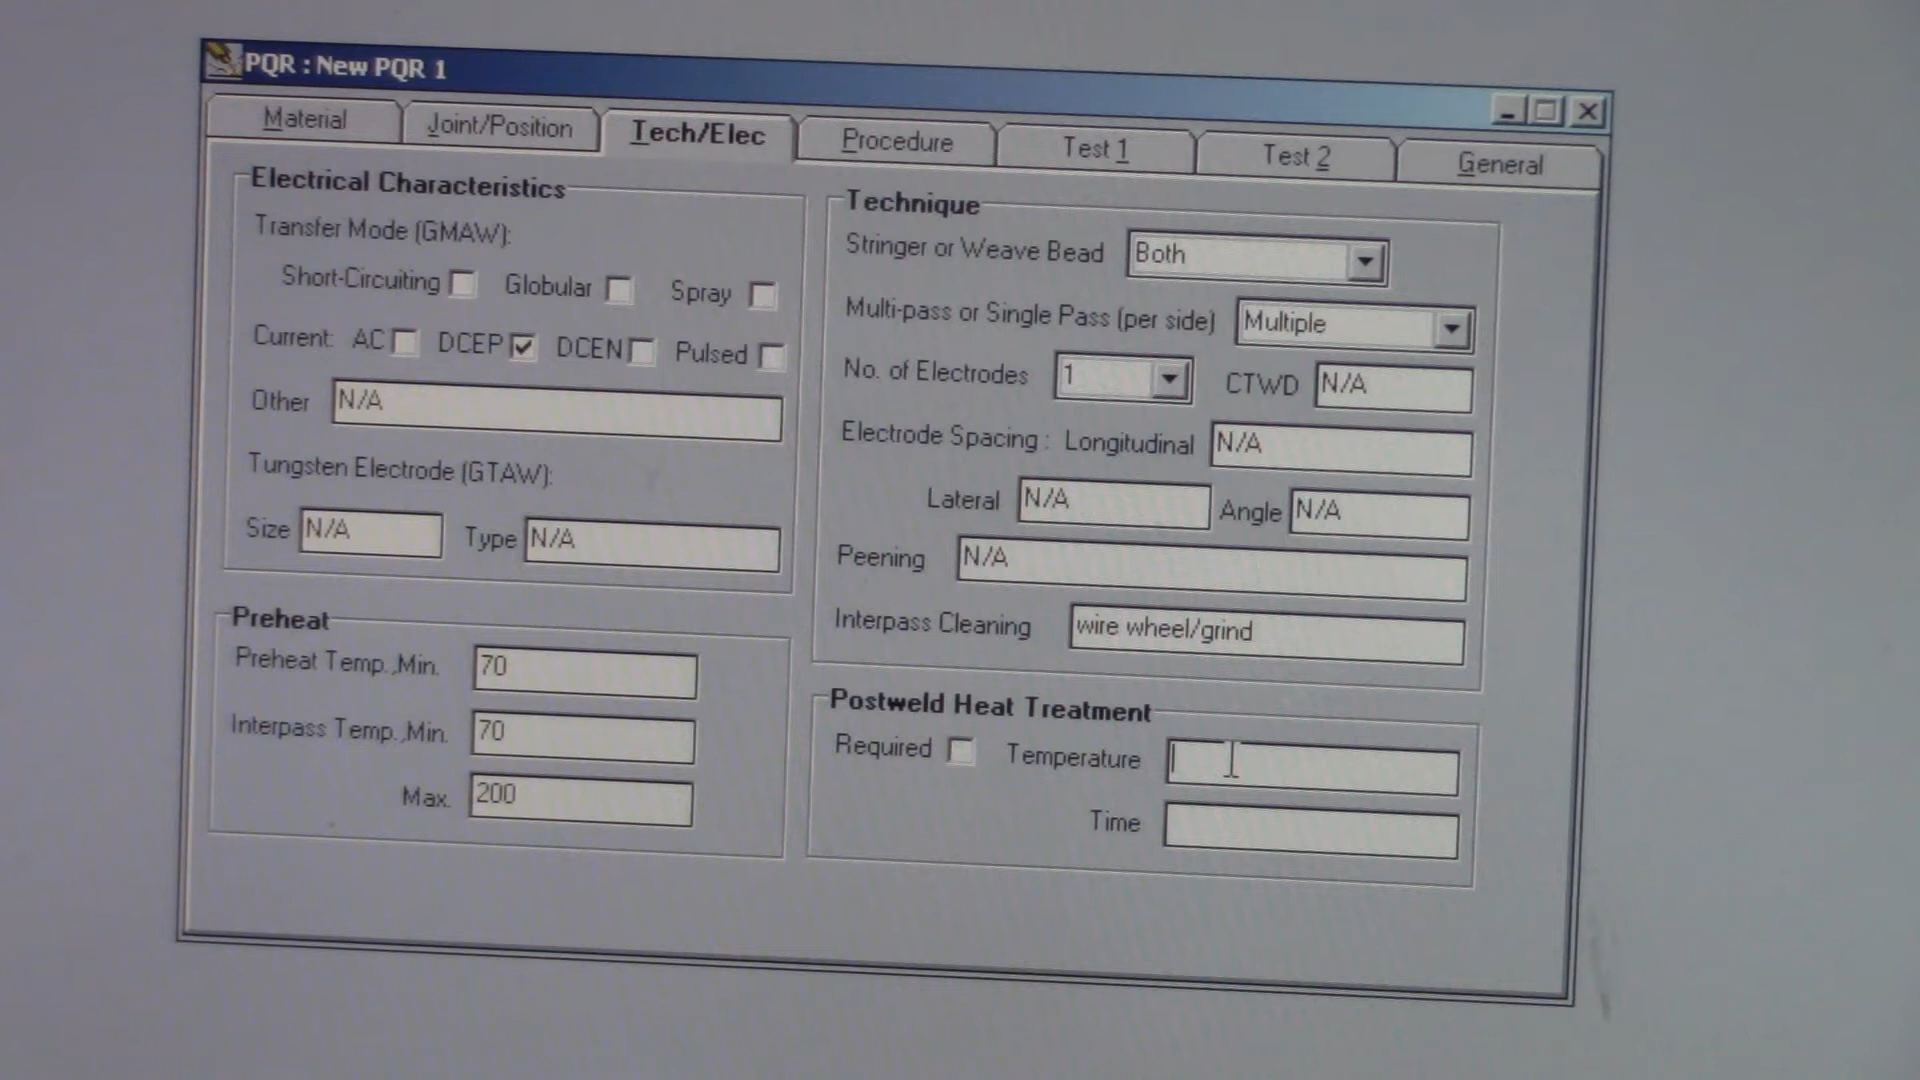 PQR : New PQR 1
Material
Joint/Position
Tech/Elec
Procedure
Test 1
Test 2
General
Electrical Characteristics
Transfer Mode (GMAW):
Short-Circuiting Globular Spray
Current: AC DCEP DCEN Pulsed
Other N/A
Tungsten Electrode (GTAW):
Size N/A Type N/A
Preheat
Preheat Temp.,Min. 70
Interpass Temp.,Min. 70
Max. 200
Technique
Stringer or Weave Bead Both
Multi-pass or Single Pass (per side) Multiple
No. of Electrodes 1 CTWD N/A
Electrode Spacing : Longitudinal N/A
Lateral N/A Angle N/A
Peening N/A
Interpass Cleaning wire wheel/grind
Postweld Heat Treatment
Required Temperature
Time